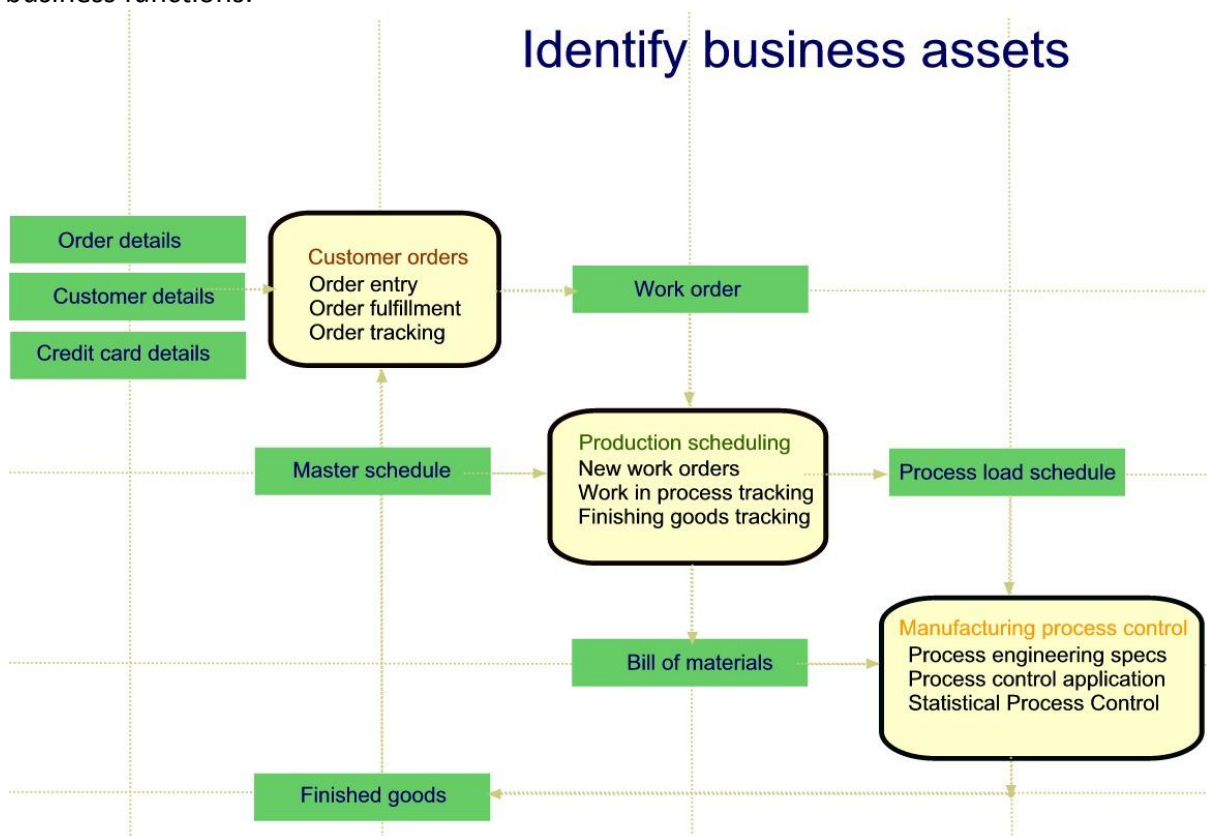 business functions.
Identify business assets
Order details
Customer details
Credit card details
Customer orders
Order entry
Order fulfillment
Order tracking
Work order
Master schedule
Production scheduling
New work orders
Work in process tracking
Finishing goods tracking
Process load schedule
Bill of materials
Manufacturing process control
Process engineering specs
Process control application
Statistical Process Control
Finished goods